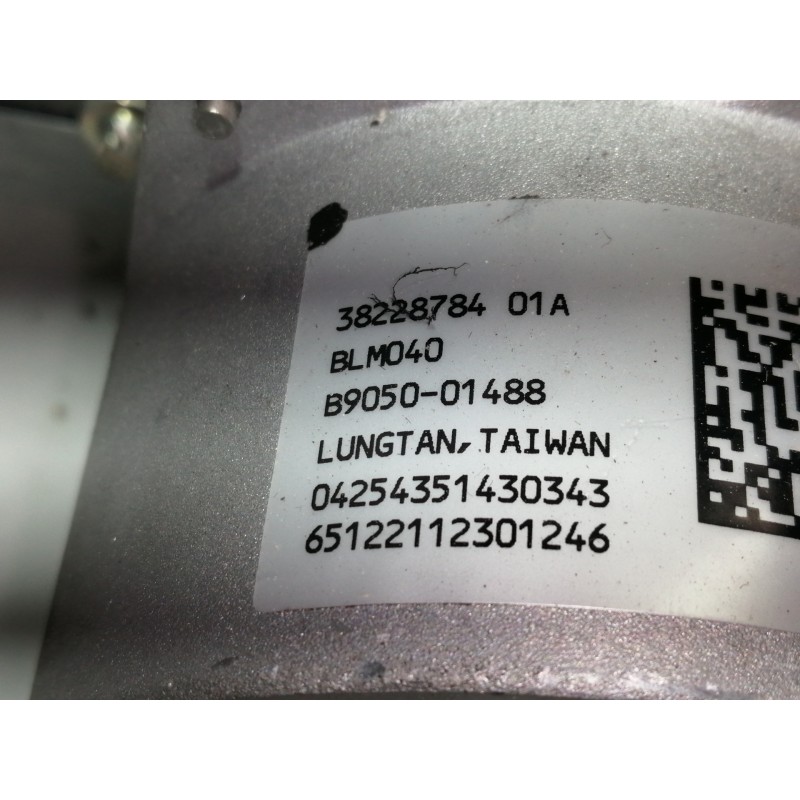 38228784 01A
BLM040
B9050-01488
LUNGTAN, TAIWAN
04254351430343
65122112301246